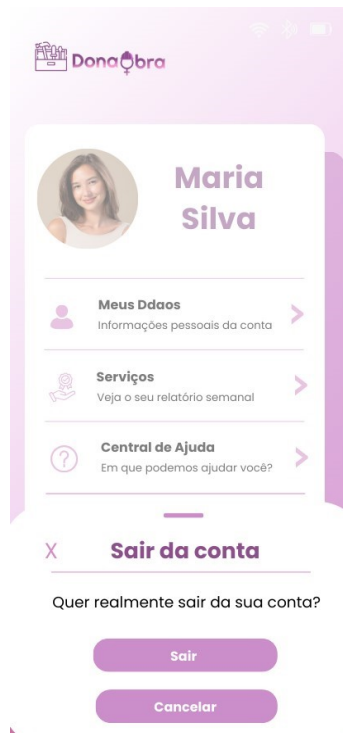 DonaObra
Maria
Silva
Meus Ddaos
Informações pessoais da conta
Serviços
Veja o seu relatório semanal
Central de Ajuda
Em que podemos ajudar você?
X Sair da conta
Quer realmente sair da sua conta?
Sair
Cancelar